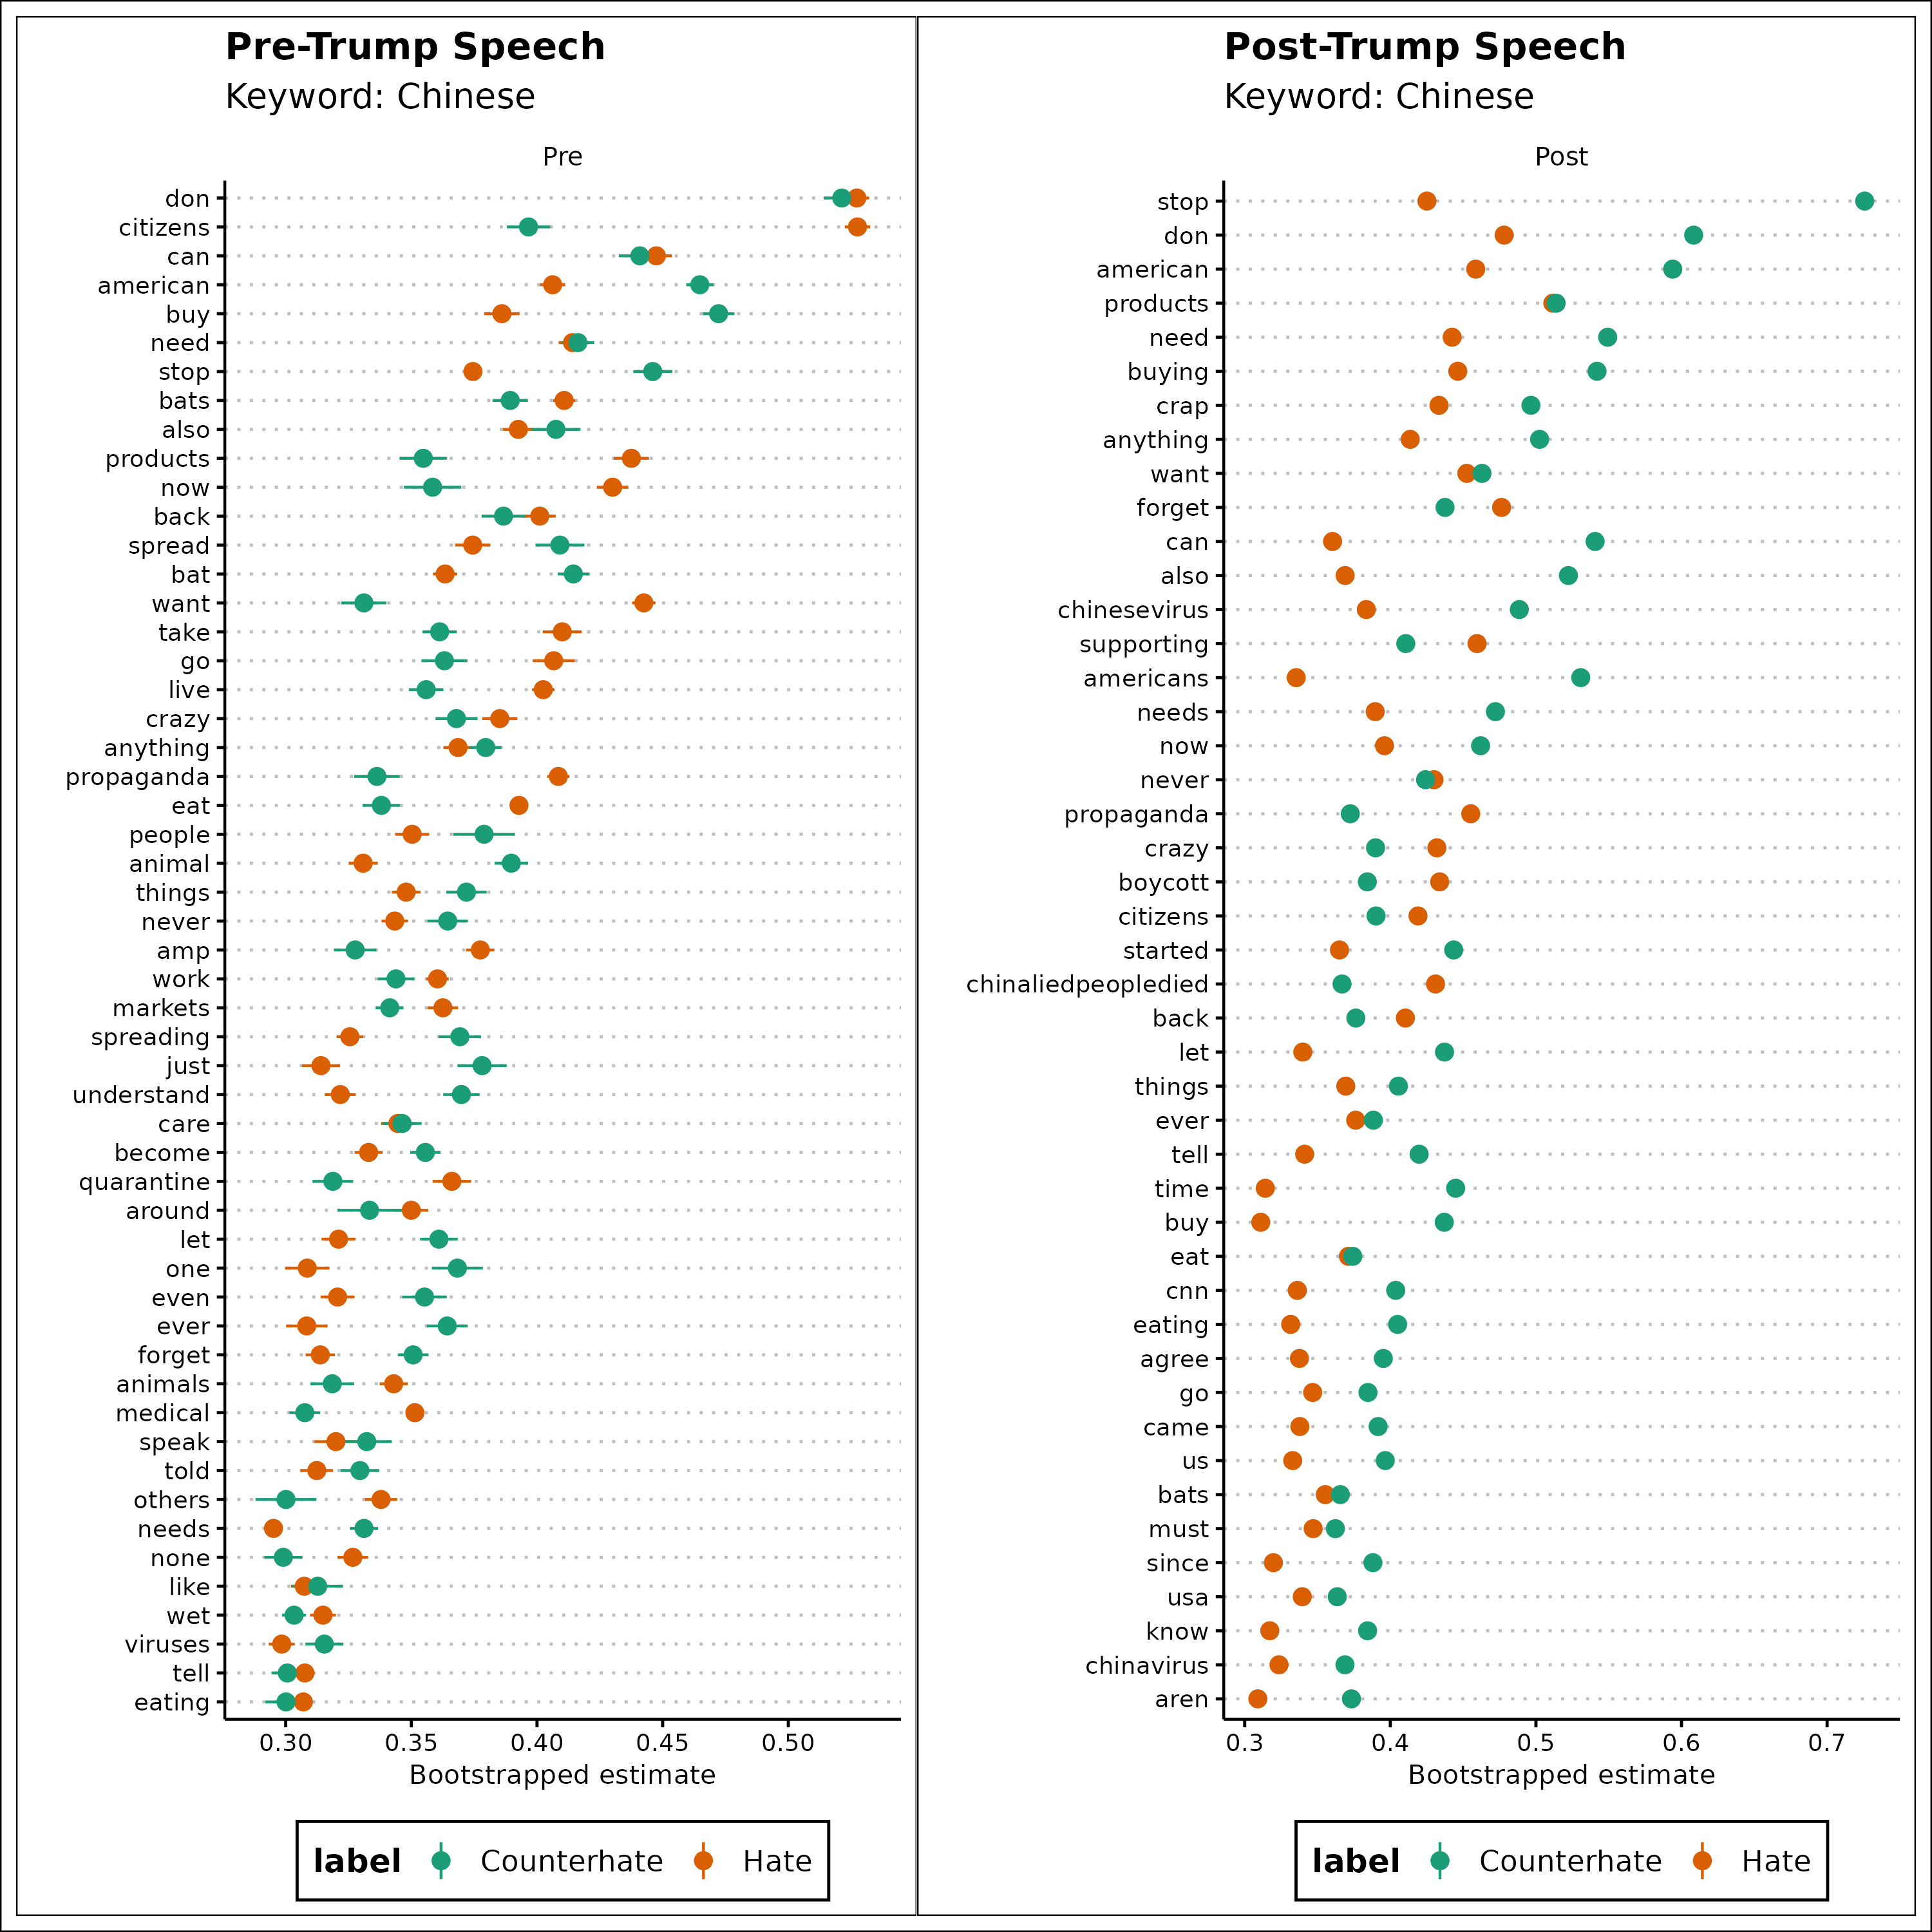 Pre-Trump Speech
Keyword: Chinese
Pre
don
citizens
can
american
buy
need
stop
bats
also
products
now
back
spread
bat
want
take
go
live
crazy
anything
propaganda
eat
people
animal
things
never
amp
work
markets
spreading
just
understand
care
become
quarantine
around
let
one
even
ever
forget
animals
medical
speak
told
others
needs
none
like
wet
viruses
tell
eating
0.30 0.35 0.40 0.45 0.50
Bootstrapped estimate
label Counterhate Hate
Post-Trump Speech
Keyword: Chinese
Post
stop
don
american
products
need
buying
crap
anything
want
forget
can
also
chinesevirus
supporting
americans
needs
now
never
propaganda
crazy
boycott
citizens
started
chinaliedpeopledied
back
let
things
ever
tell
time
buy
eat
cnn
eating
agree
go
came
us
bats
must
since
usa
know
chinavirus
aren
0.3 0.4 0.5 0.6 0.7
Bootstrapped estimate
label Counterhate Hate